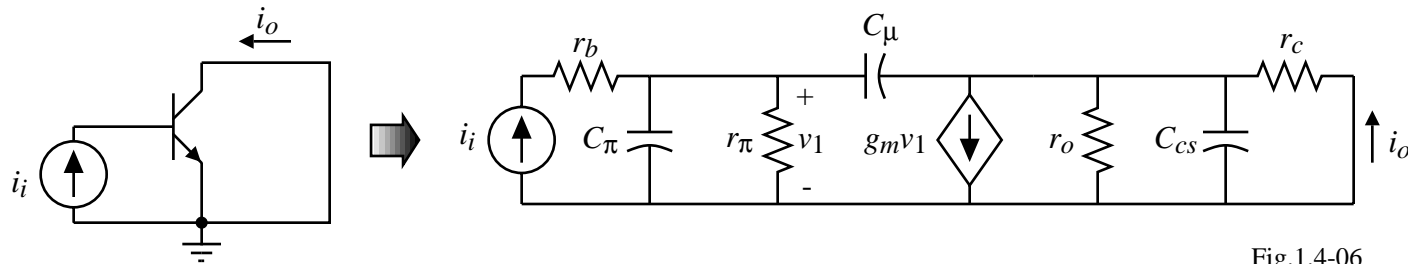 i_o
i_i
r_b
C_μ
r_c
i_i
C_π
r_π
+
v_1
-
g_m v_1
r_o
C_cs
i_o
Fig.1.4-06